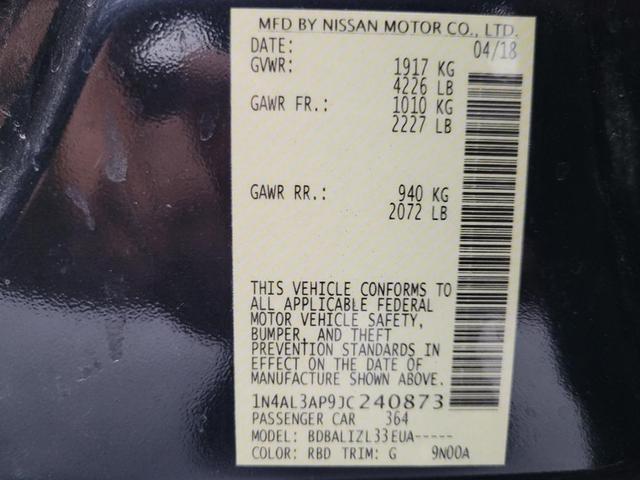 MFD BY NISSAN MOTOR CO., LTD.
DATE: 04/18
GVWR: 1917 KG
4226 LB
GAWR FR.: 1010 KG
2227 LB
GAWR RR.: 940 KG
2072 LB
THIS VEHICLE CONFORMS TO
ALL APPLICABLE FEDERAL
MOTOR VEHICLE SAFETY,
BUMPER, AND THEFT
PREVENTION STANDARDS IN
EFFECT ON THE DATE OF
MANUFACTURE SHOWN ABOVE.
1N4AL3AP9JC240873
PASSENGER CAR 364
MODEL: BDBALIZL33EUA-----
COLOR: RBD TRIM: G 9N00A